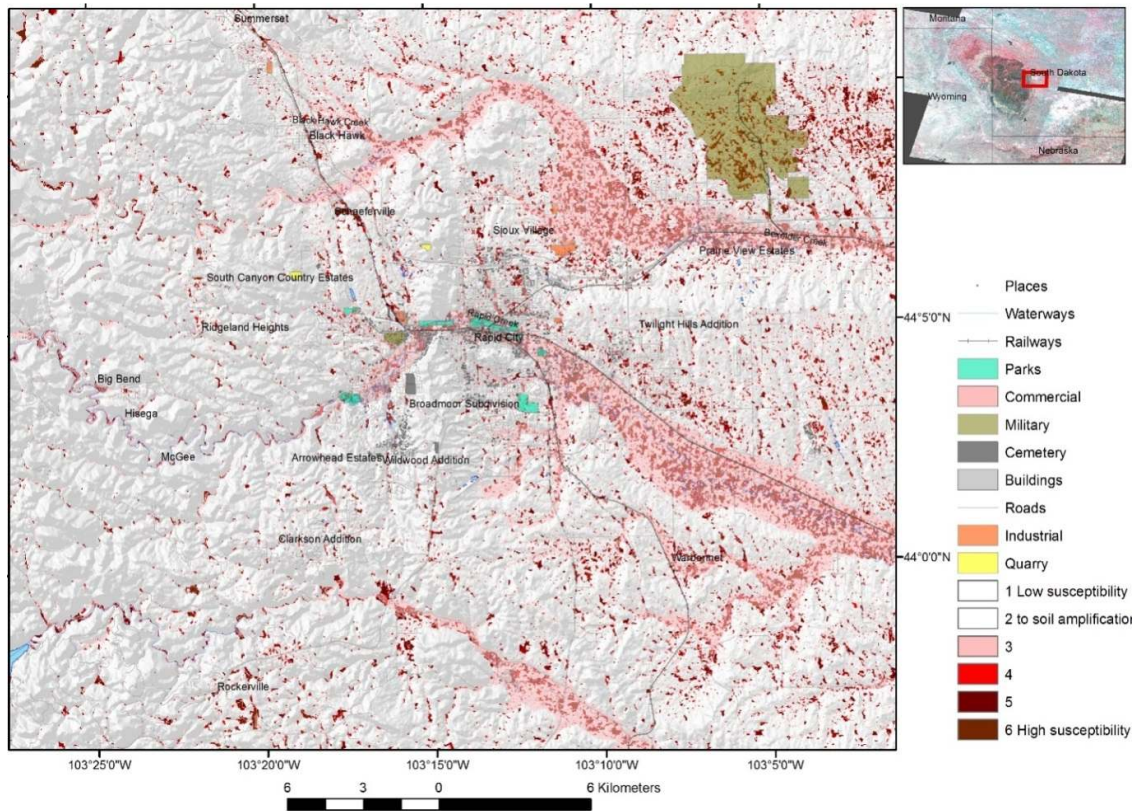 Summerset
Black Hawk Creek
Black Hawk
Sioux Village
Box Elder Creek
Prairie View Estates
South Canyon Country Estates
Ridgeland Heights
Rapid Creek
Rapid City
Twilight Hills Addition
Big Bend
Hisega
Broadmoor Subdivision
McGee
Arrowhead Estates
Wildwood Addition
Clarkson Addition
Rockerville
103°25'0"W
103°20'0"W
103°15'0"W
103°10'0"W
103°5'0"W
44°5'0"N
44°0'0"N
6 3 0 6 Kilometers
Montana
South Dakota
Wyoming
Nebraska
Places
Waterways
Railways
Parks
Commercial
Military
Cemetery
Buildings
Roads
Industrial
Quarry
1 Low susceptibility
2 to soil amplification
3
4
5
6 High susceptibility